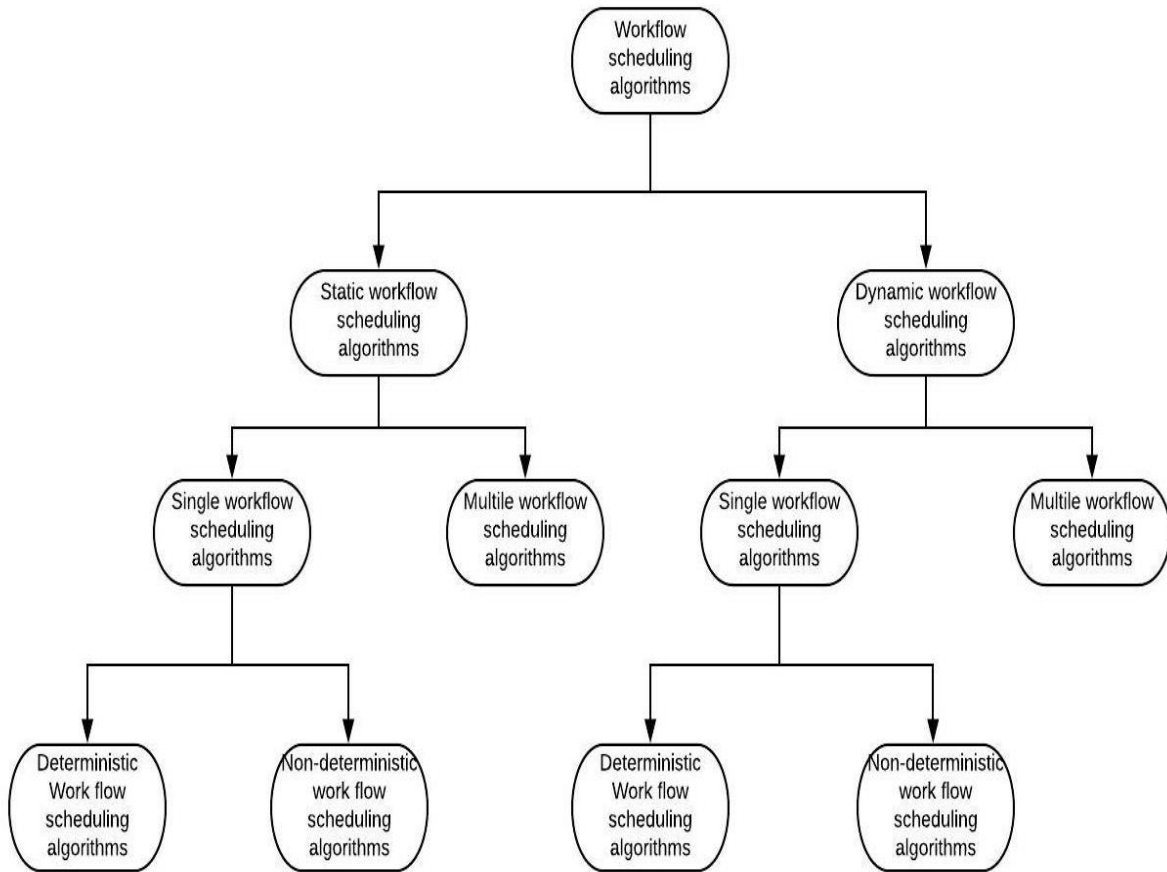 Workflow
scheduling
algorithms
Static workflow
scheduling
algorithms
Dynamic workflow
scheduling
algorithms
Single workflow
scheduling
algorithms
Multile workflow
scheduling
algorithms
Single workflow
scheduling
algorithms
Multile workflow
scheduling
algorithms
Deterministic
Work flow
scheduling
algorithms
Non-deterministic
work flow
scheduling
algorithms
Deterministic
Work flow
scheduling
algorithms
Non-deterministic
work flow
scheduling
algorithms